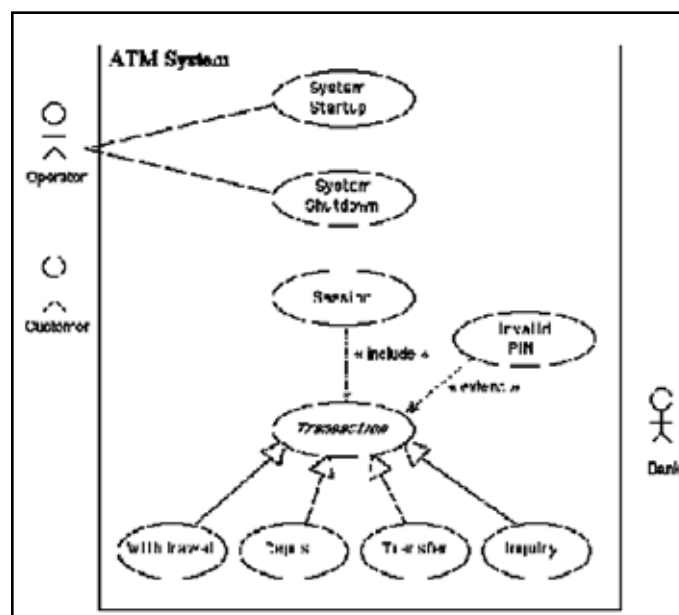 ATM System
System
Startup
Operator
System
Shutdown
Customer
Session
Invalid
PIN
« include »
« extend »
Transaction
Bank
Withdrawal
Transfer
Inquiry